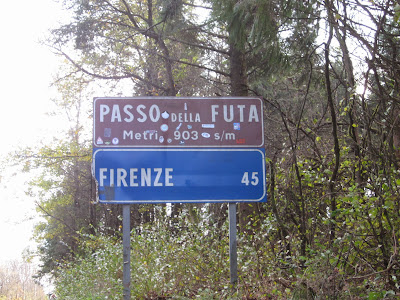 PASSO DELLA FUTA
Metri 903 s/m
FIRENZE 45